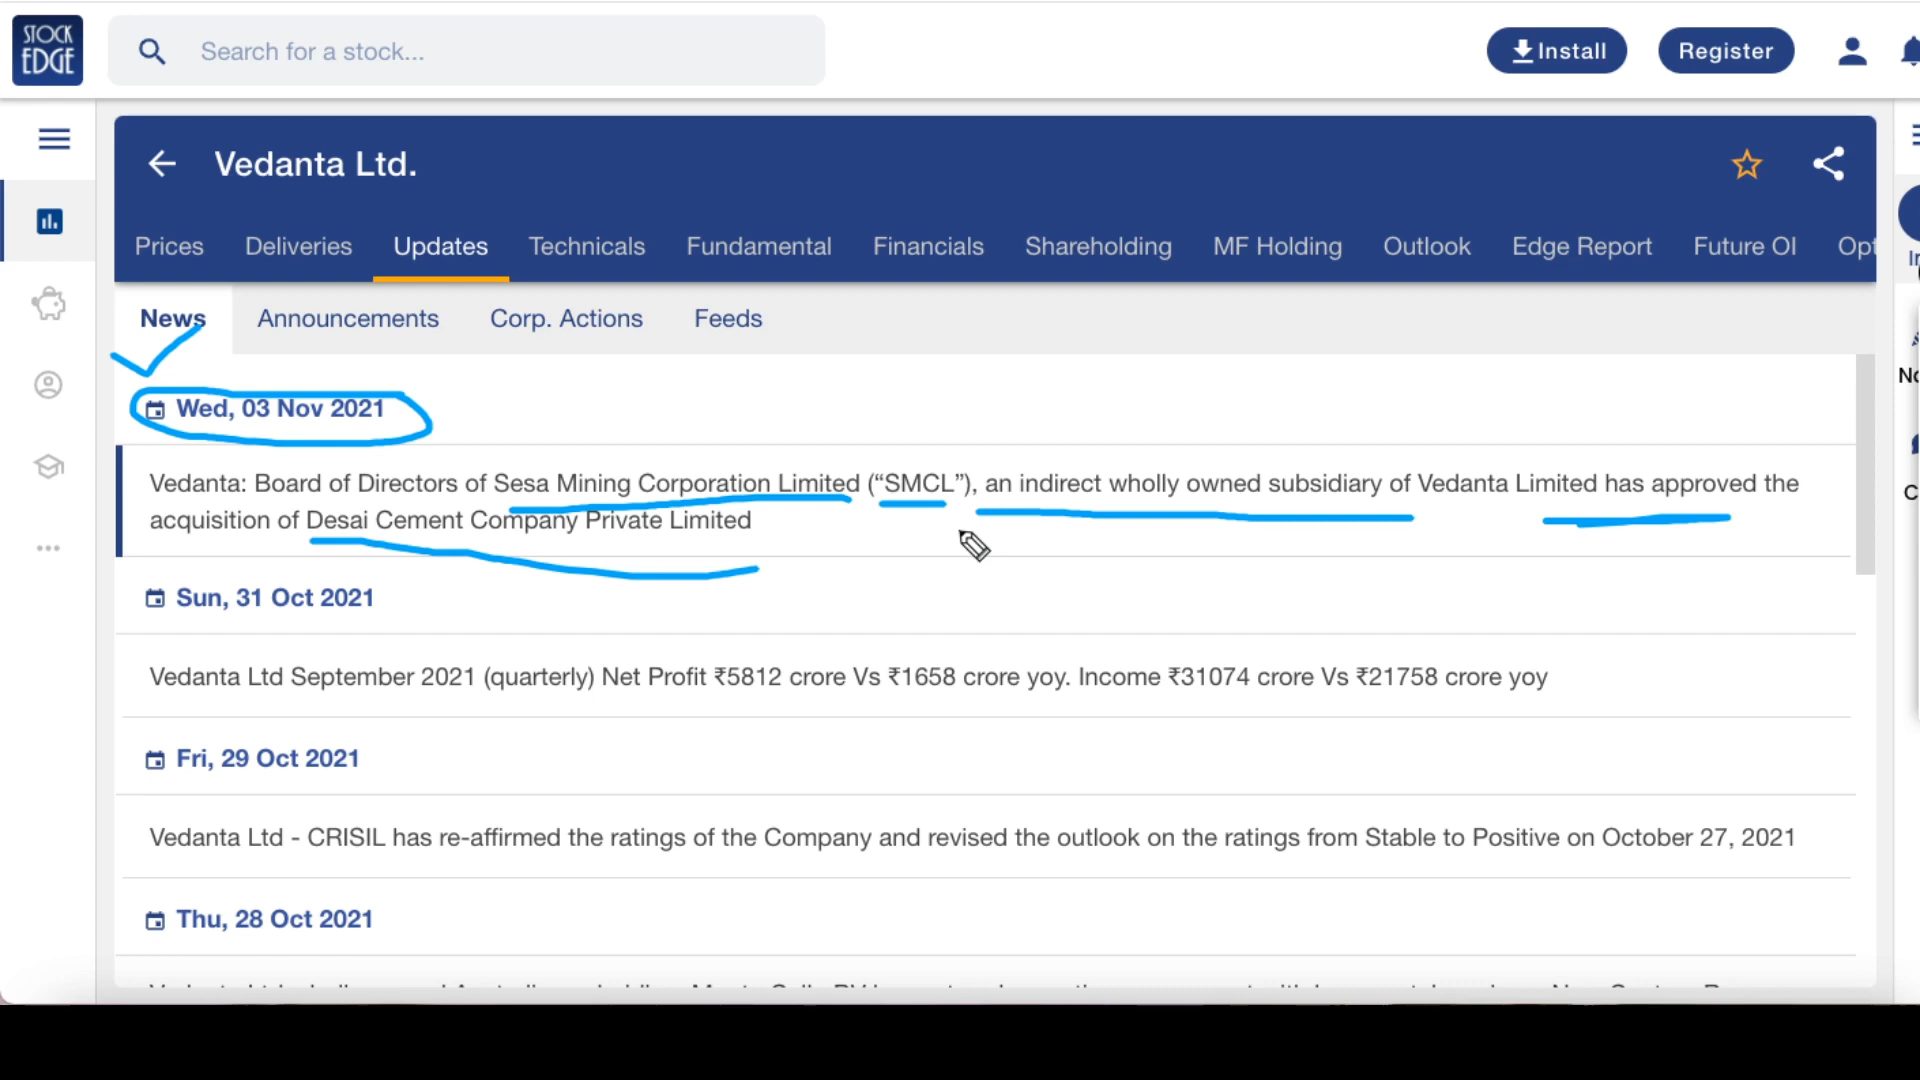 STOCK
EDGE
Search for a stock...
Install
Register
Vedanta Ltd.
Prices Deliveries Updates Technicals Fundamental Financials Shareholding MF Holding Outlook Edge Report Future OI Opt
News Announcements Corp. Actions Feeds
Wed, 03 Nov 2021
Vedanta: Board of Directors of Sesa Mining Corporation Limited (“SMCL”), an indirect wholly owned subsidiary of Vedanta Limited has approved the
acquisition of Desai Cement Company Private Limited
Sun, 31 Oct 2021
Vedanta Ltd September 2021 (quarterly) Net Profit ₹5812 crore Vs ₹1658 crore yoy. Income ₹31074 crore Vs ₹21758 crore yoy
Fri, 29 Oct 2021
Vedanta Ltd - CRISIL has re-affirmed the ratings of the Company and revised the outlook on the ratings from Stable to Positive on October 27, 2021
Thu, 28 Oct 2021